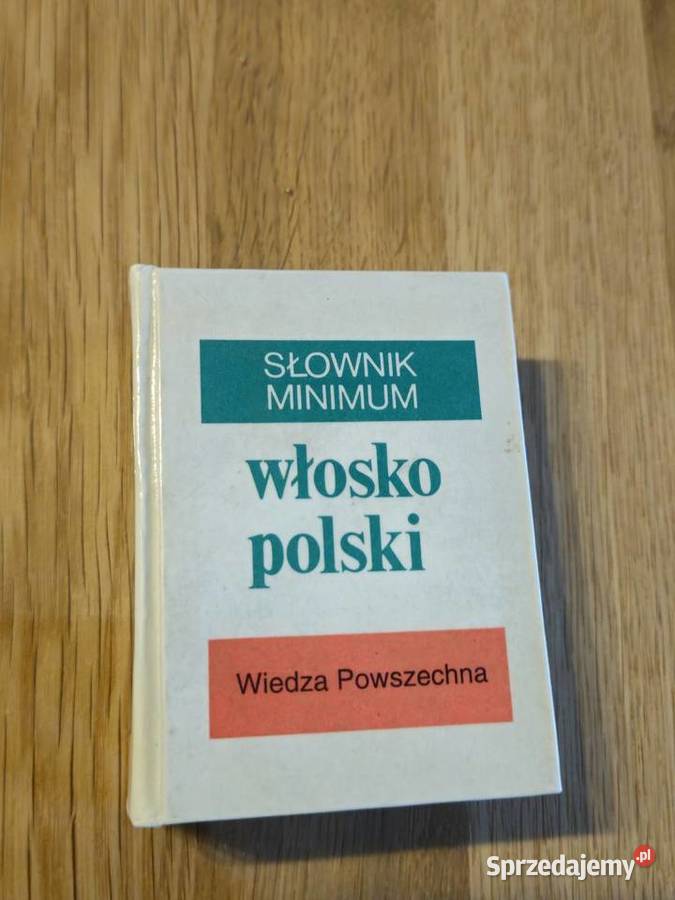 SŁOWNIK
MINIMUM
włosko
polski
Wiedza Powszechna
Sprzedajemy.pl